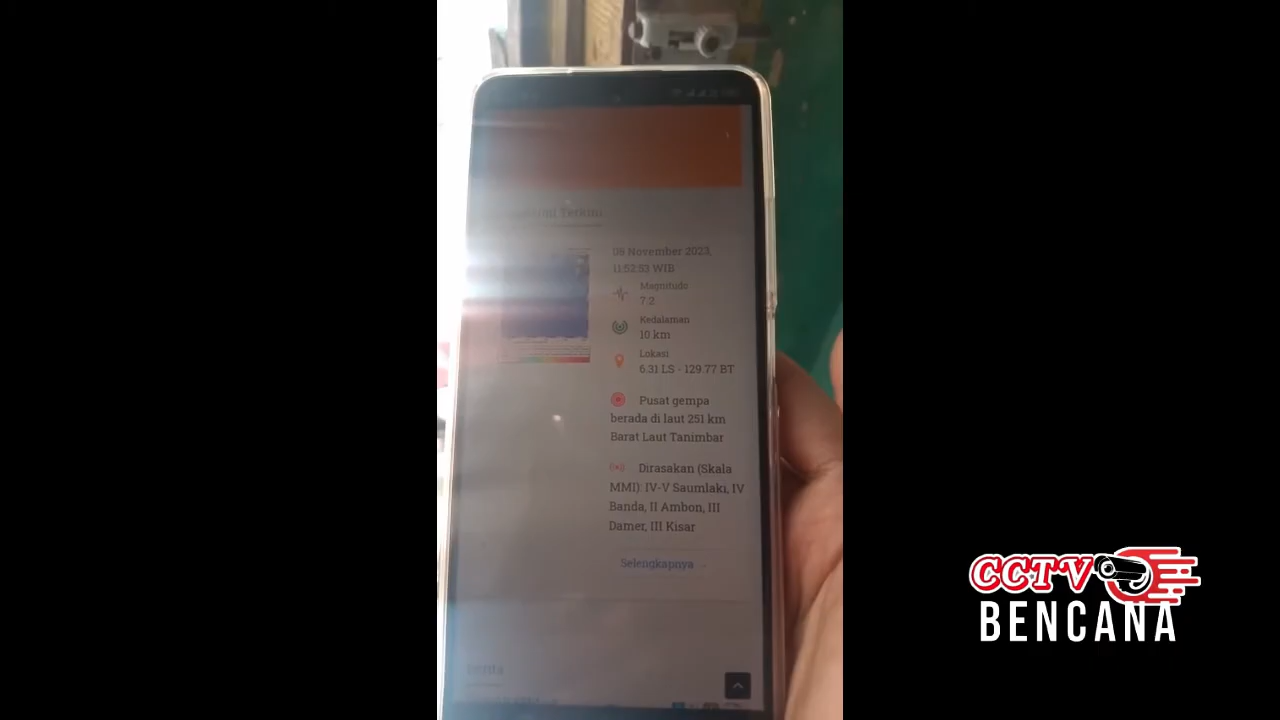 Terkini
08 November 2023,
11:52:53 WIB
Magnitudo
7.2
Kedalaman
10 km
Lokasi
6.31 LS - 129.77 BT
Pusat gempa
berada di laut 251 km
Barat Laut Tanimbar
Dirasakan (Skala
MMI): IV-V Saumlaki, IV
Banda, II Ambon, III
Damer, III Kisar
Selengkapnya →
Berita
CCTV
BENCANA